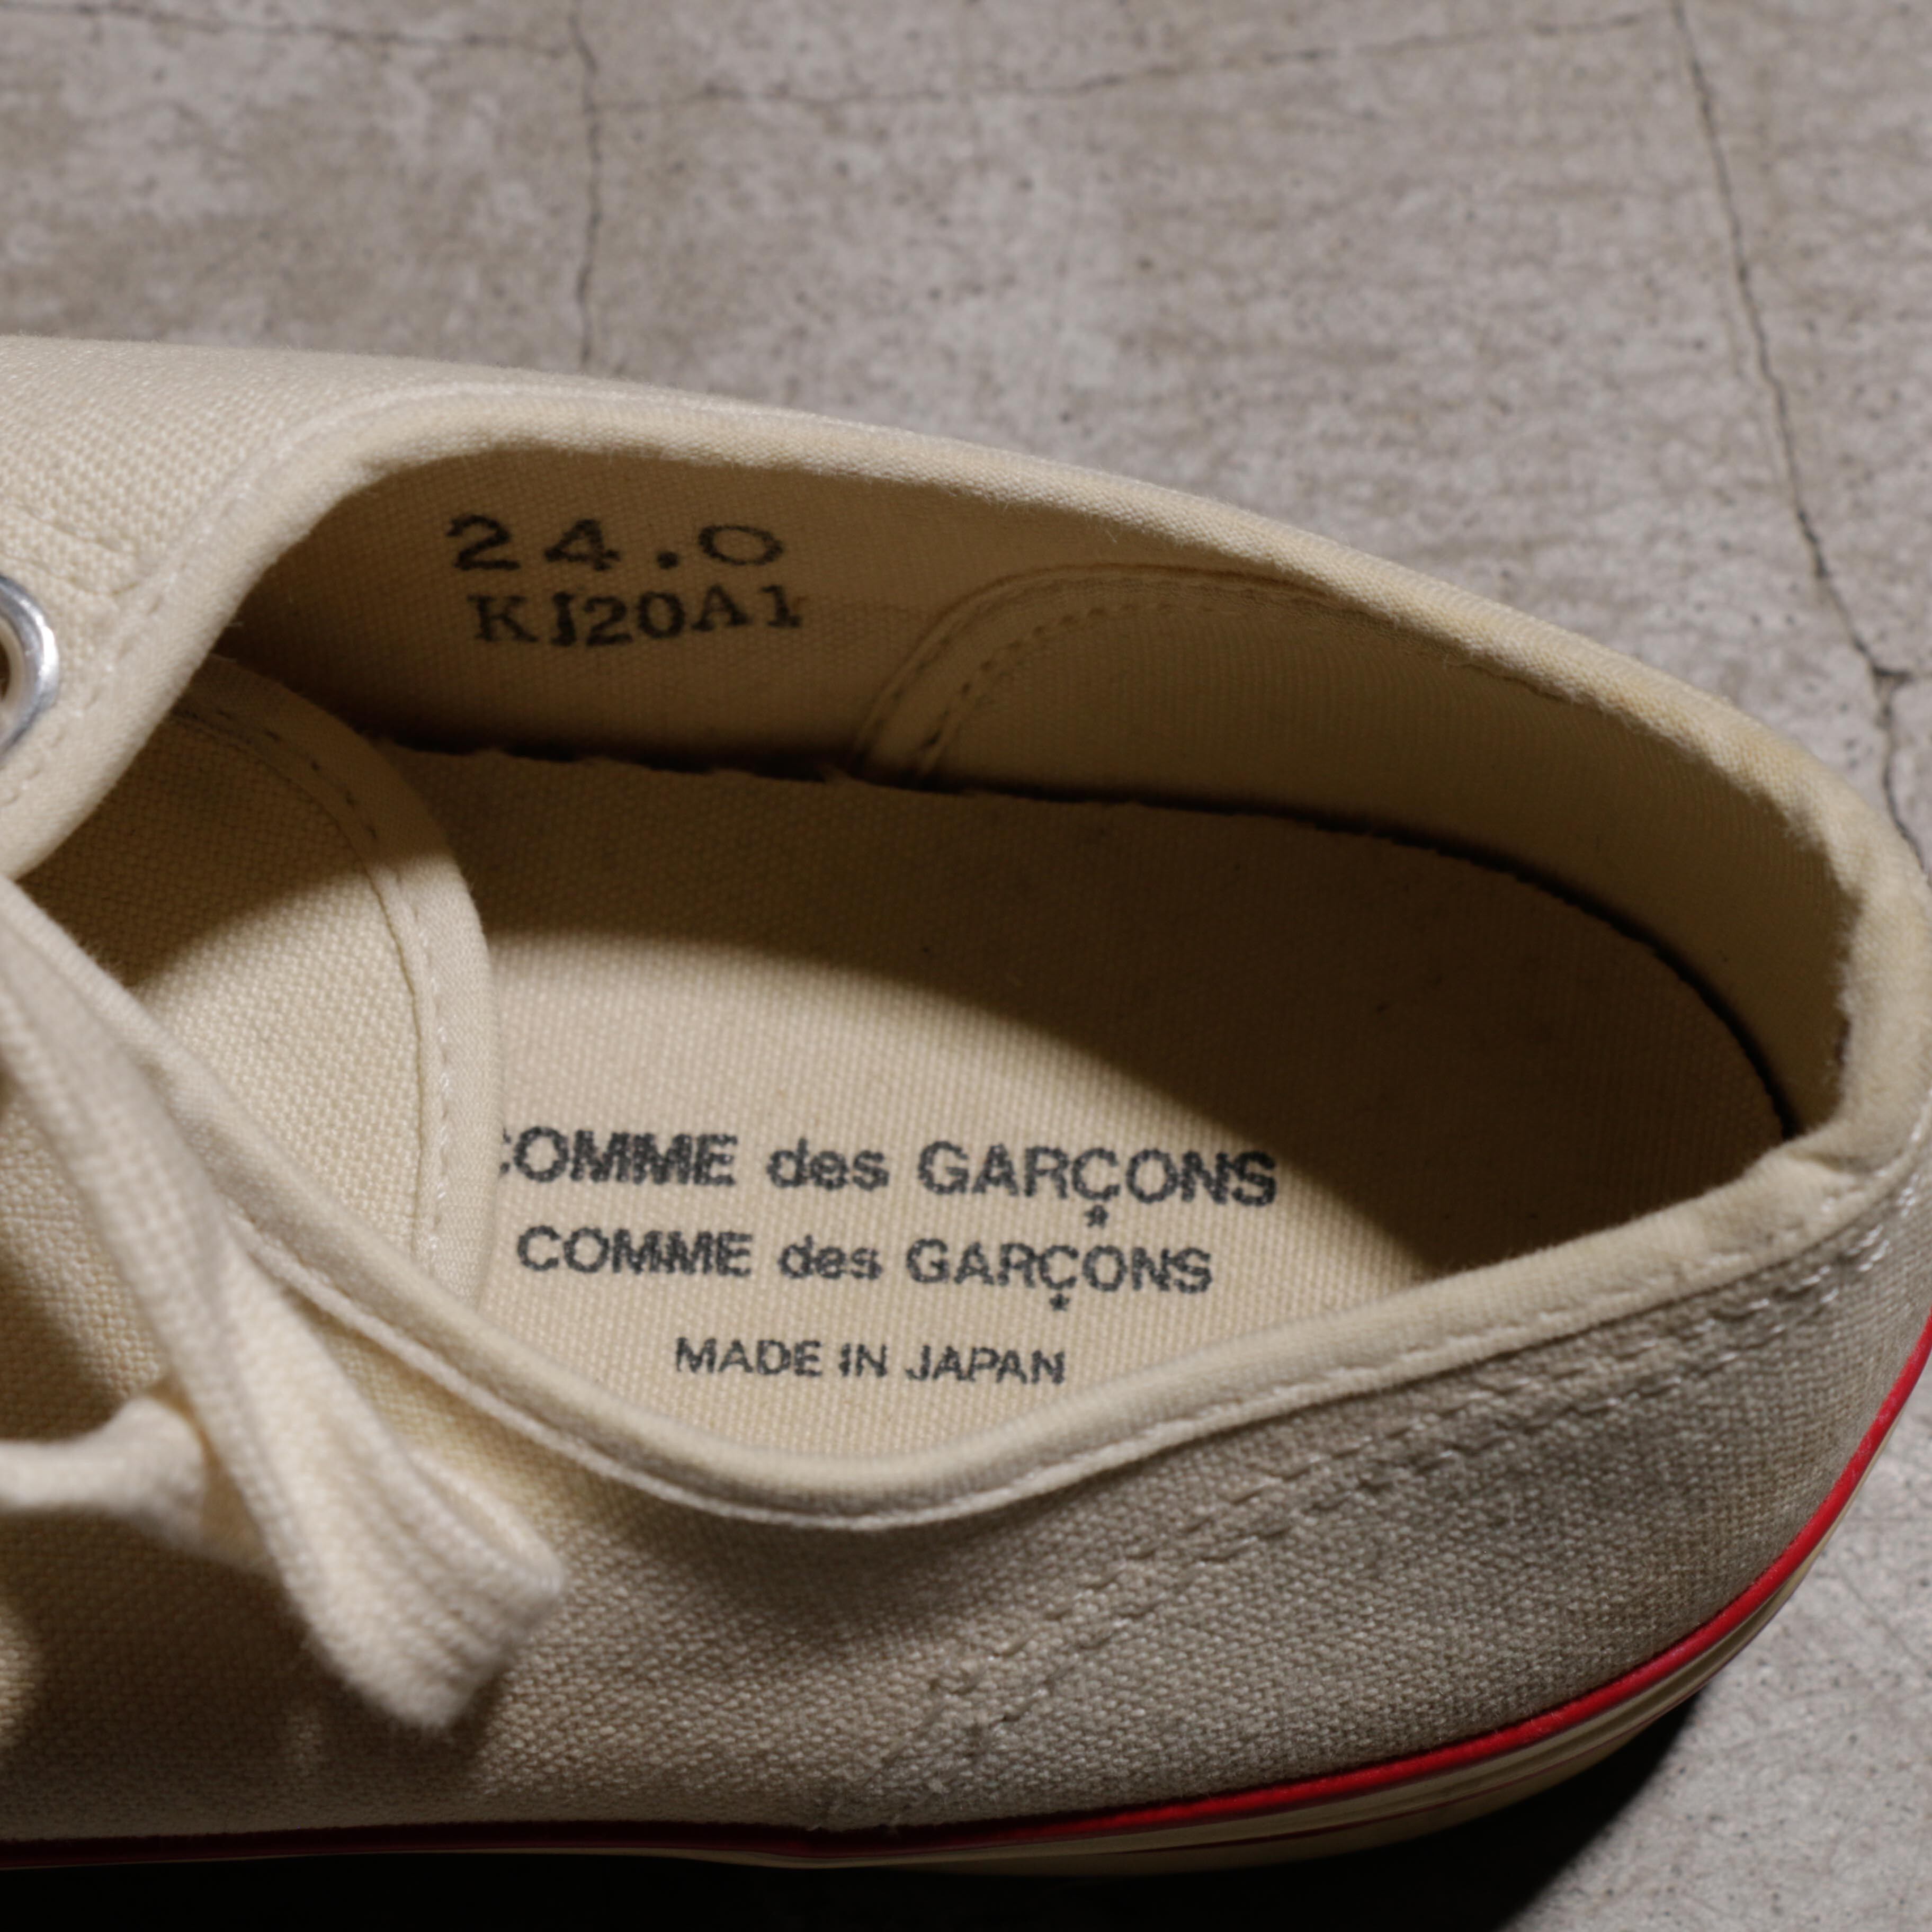 24.0
KJ20A1
COMME des GARÇONS
COMME des GARÇONS
MADE IN JAPAN